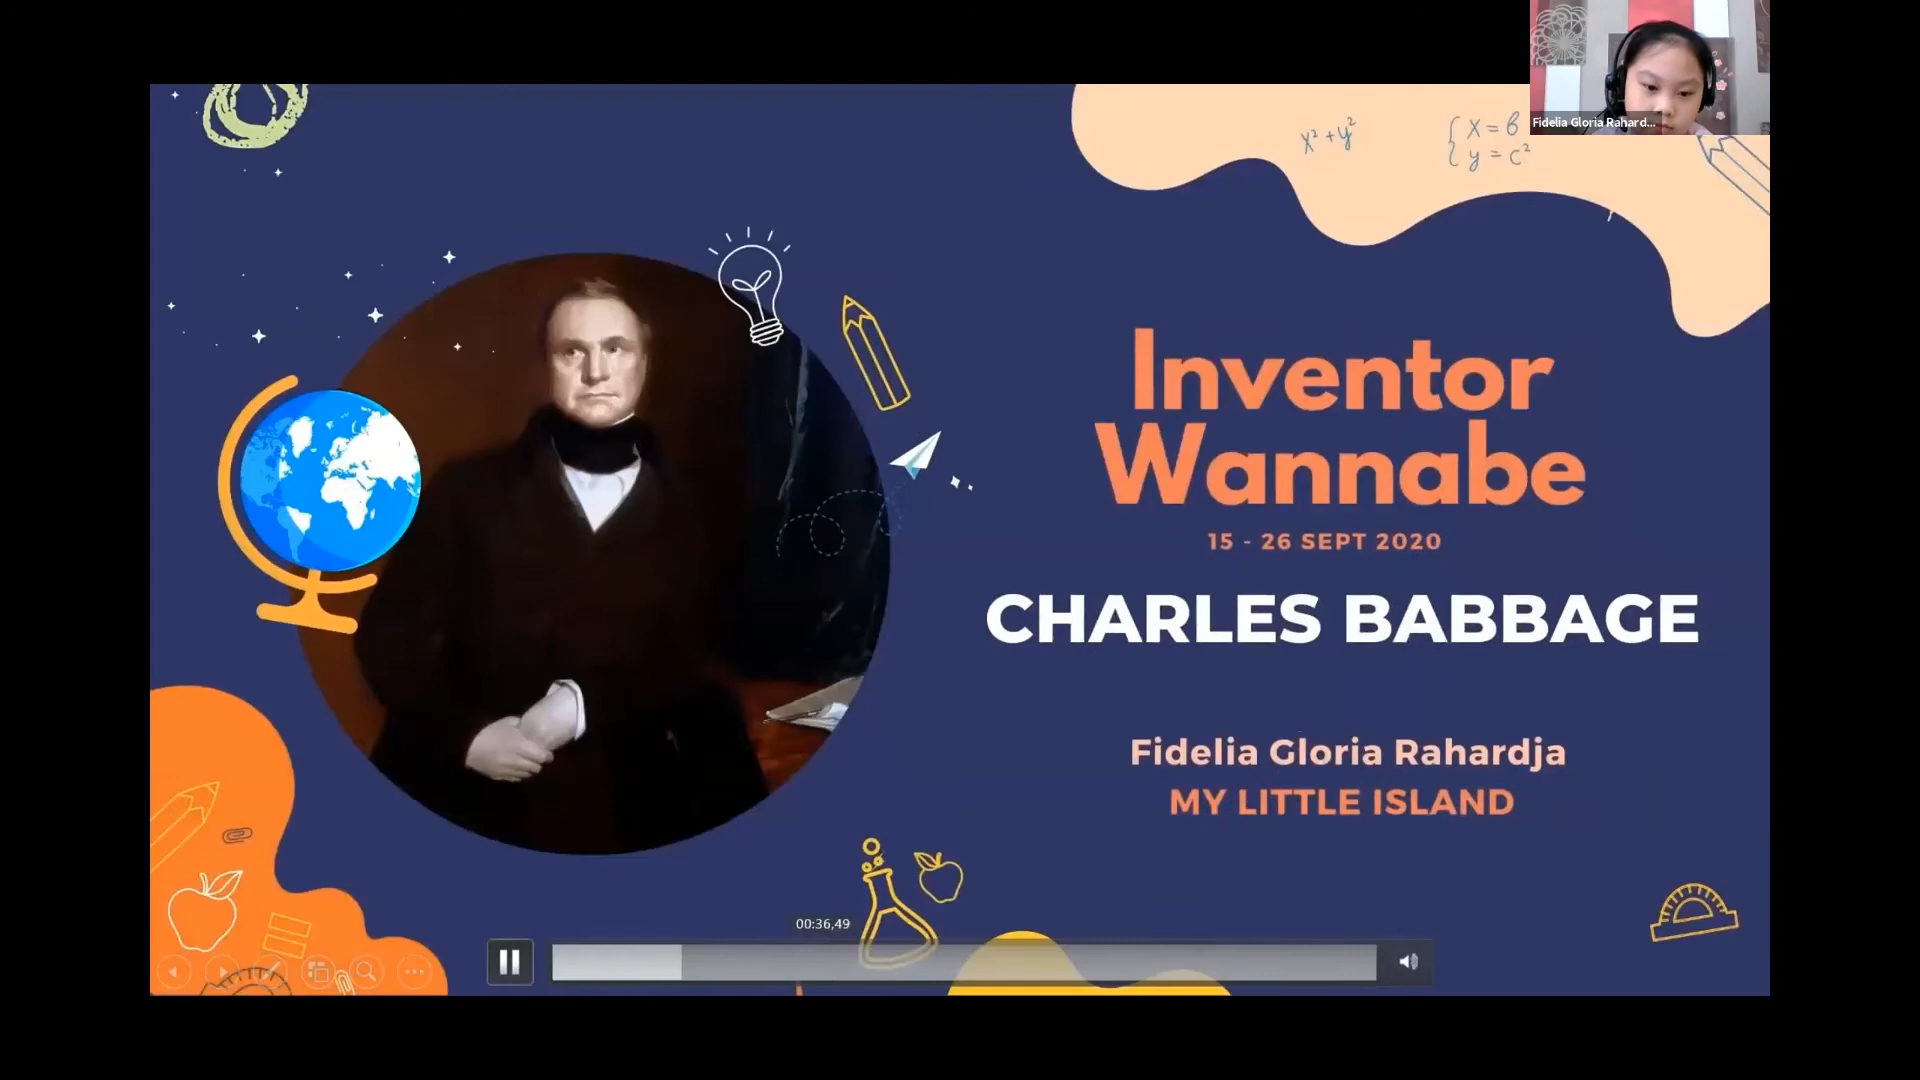 Fidelia Gloria Rahard...
x² + y²
x = b
y = c²
Inventor
Wannabe
15 - 26 SEPT 2020
CHARLES BABBAGE
Fidelia Gloria Rahardja
MY LITTLE ISLAND
00:36,49